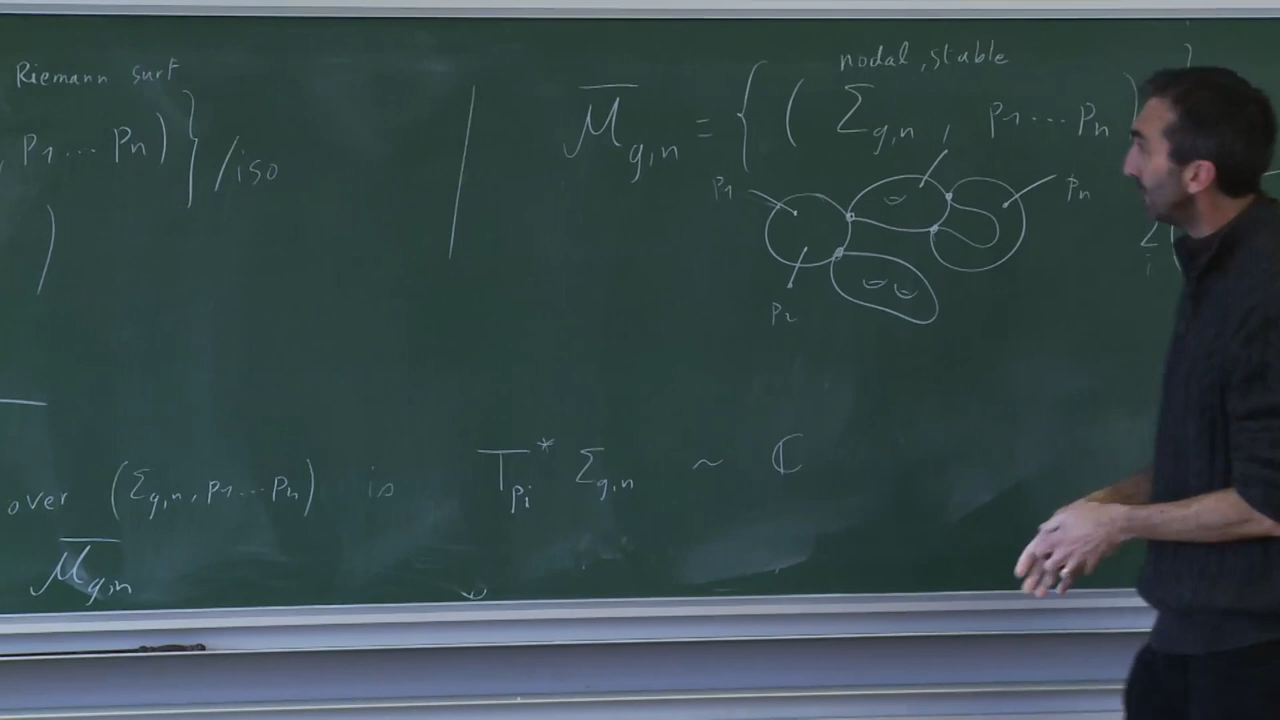 Riemann surf
, p1 ... pn ) } /iso
)
M̅g,n = { ( Σg,n , p1 ... pn )
nodal, stable
p1
pn
p2
Σ i (
over (Σg,n, p1 ... pn) is T*pi Σg,n ~ ℂ
M̅g,n